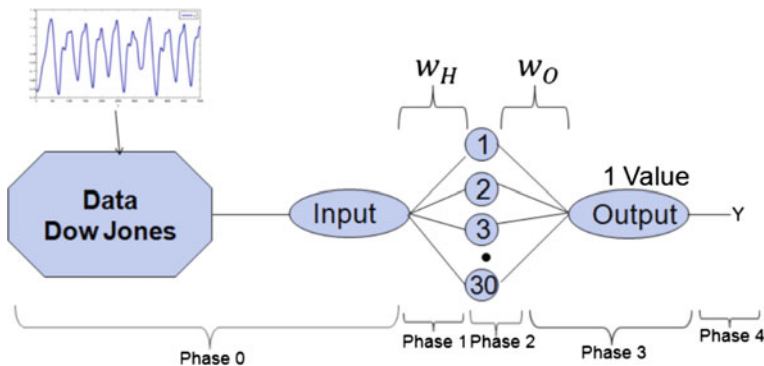 w_H
w_O
1
2
3
30
Data
Dow Jones
Input
1 Value
Output
Y
Phase 0
Phase 1
Phase 2
Phase 3
Phase 4